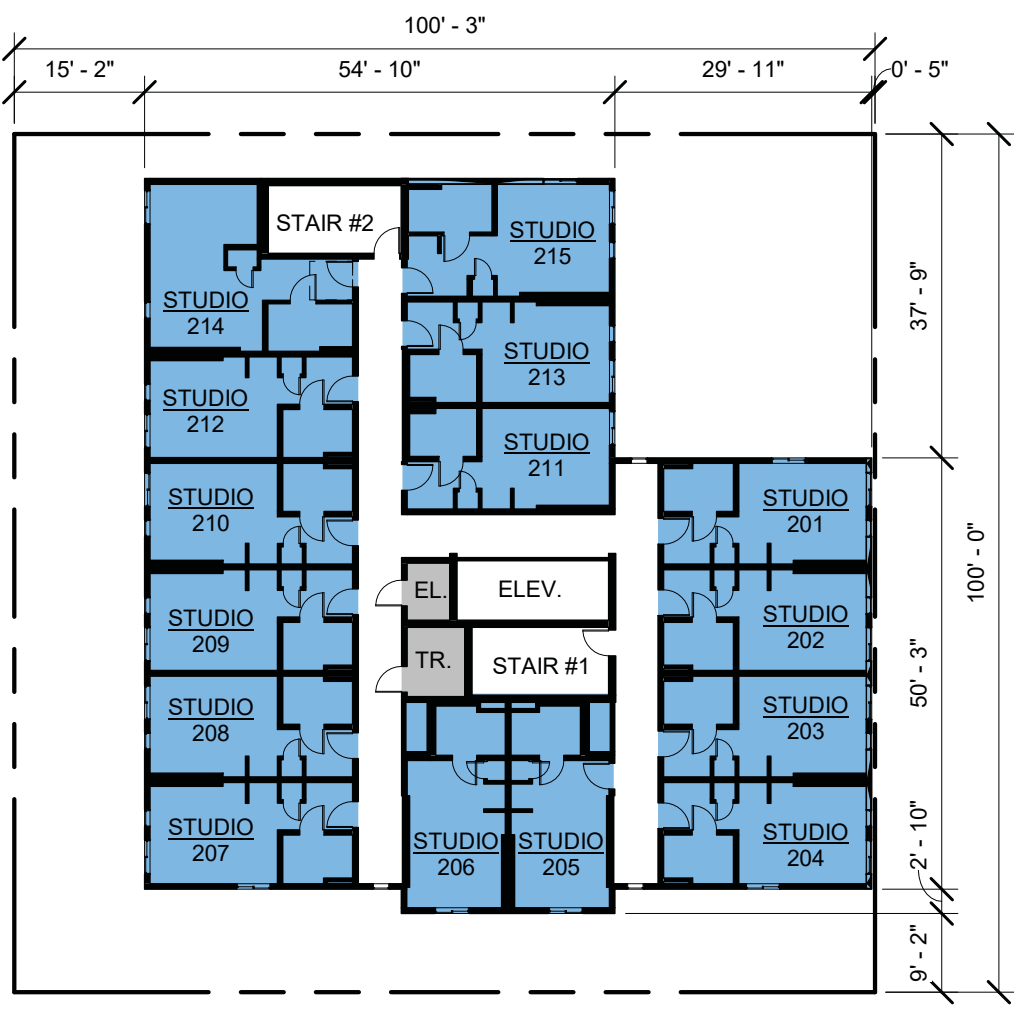 100' - 3"
15' - 2"
54' - 10"
29' - 11"
0' - 5"
STAIR #2
STUDIO
215
STUDIO
214
37' - 9"
STUDIO
213
STUDIO
212
STUDIO
211
STUDIO
210
STUDIO
201
100' - 0"
EL.
ELEV.
STUDIO
209
STUDIO
202
TR.
STAIR #1
50' - 3"
STUDIO
208
STUDIO
203
STUDIO
207
STUDIO
206
STUDIO
205
STUDIO
204
2' - 10"
9' - 2"